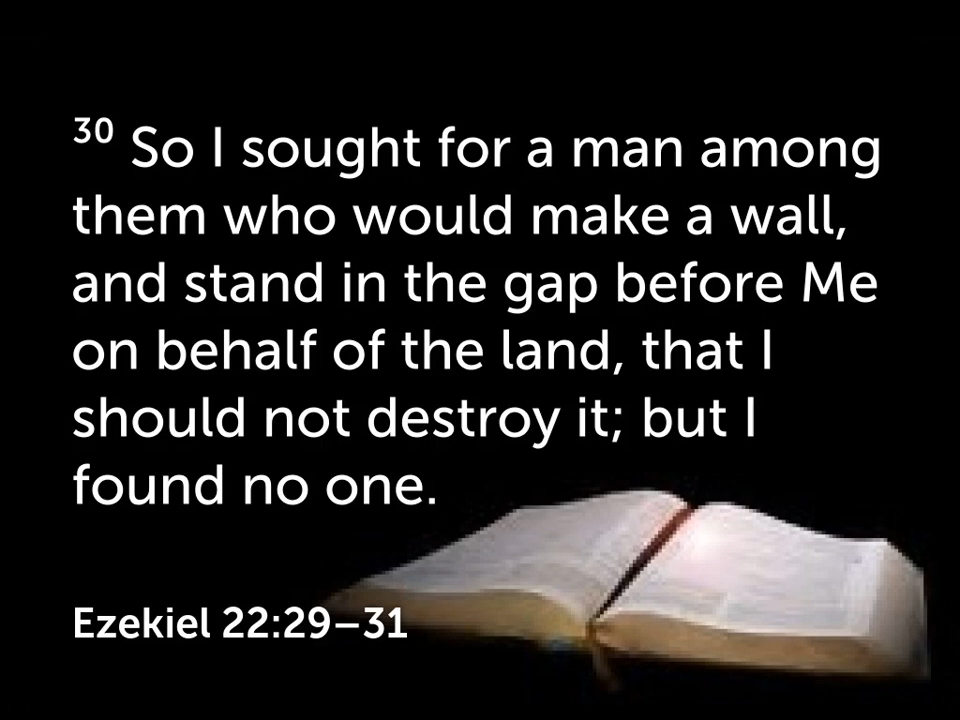 ³⁰ So I sought for a man among
them who would make a wall,
and stand in the gap before Me
on behalf of the land, that I
should not destroy it; but I
found no one.
Ezekiel 22:29–31